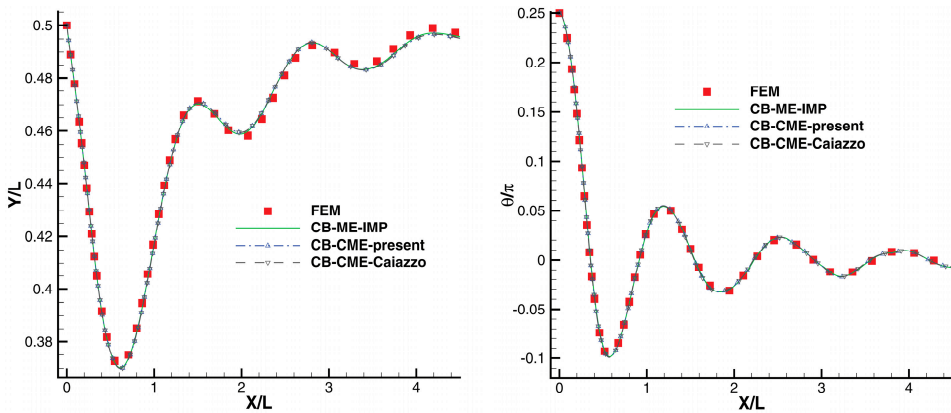 0.5
0.48
0.46
0.44
0.42
0.4
0.38
Y/L
FEM
CB-ME-IMP
CB-CME-present
CB-CME-Caiazzo
0
1
2
3
4
X/L
0.25
0.2
0.15
0.1
0.05
0
-0.05
-0.1
θ/π
FEM
CB-ME-IMP
CB-CME-present
CB-CME-Caiazzo
0
1
2
3
4
X/L